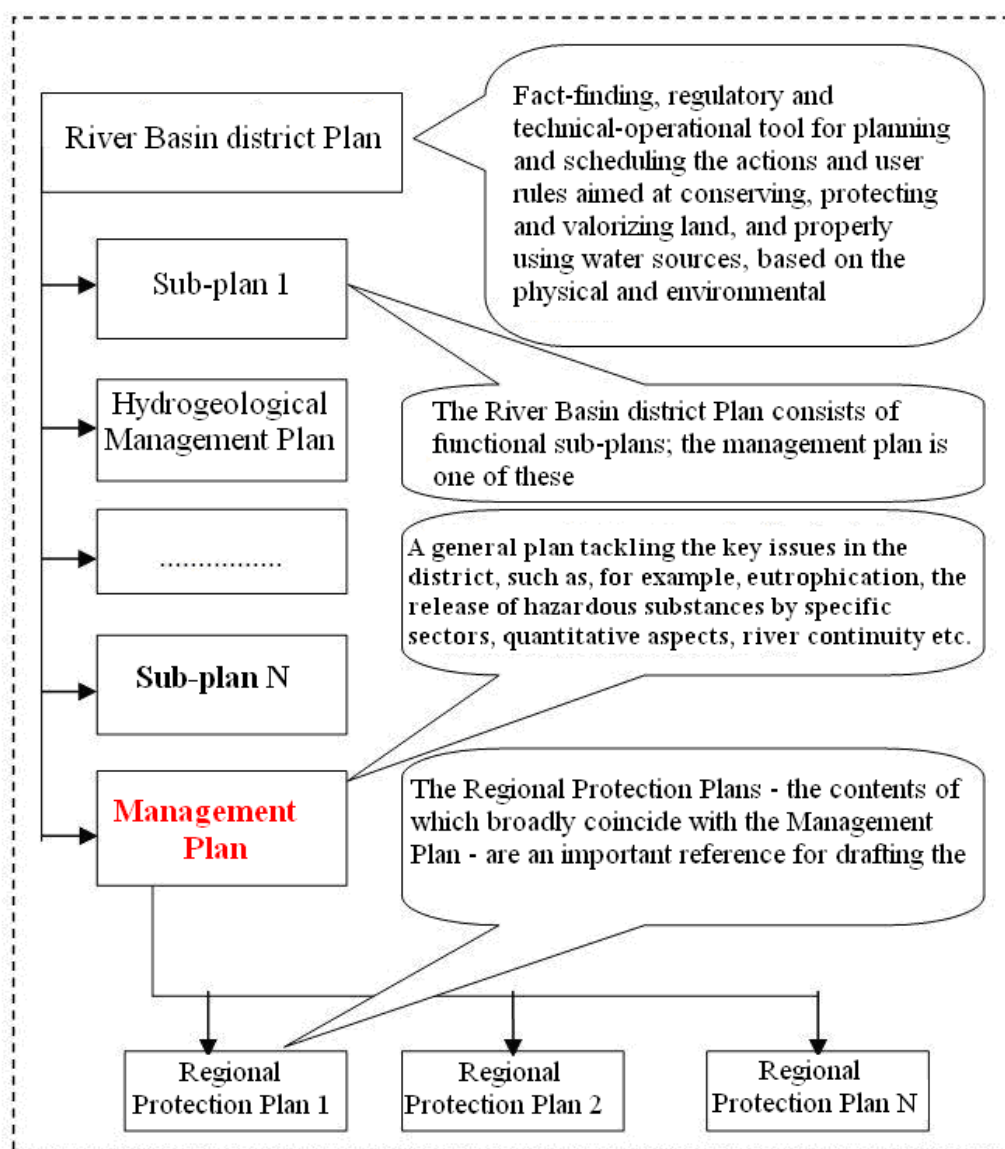 River Basin district Plan
Fact-finding, regulatory and
technical-operational tool for planning
and scheduling the actions and user
rules aimed at conserving, protecting
and valorizing land, and properly
using water sources, based on the
physical and environmental
Sub-plan 1
Hydrogeological
Management Plan
The River Basin district Plan consists of
functional sub-plans; the management plan is
one of these
................
A general plan tackling the key issues in the
district, such as, for example, eutrophication, the
release of hazardous substances by specific
sectors, quantitative aspects, river continuity etc.
Sub-plan N
Management
Plan
The Regional Protection Plans - the contents of
which broadly coincide with the Management
Plan - are an important reference for drafting the
Regional
Protection Plan 1
Regional
Protection Plan 2
Regional
Protection Plan N